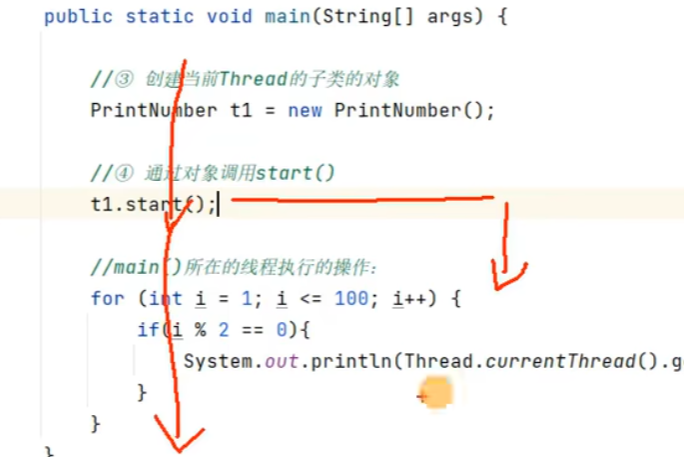 public static void main(String[] args) {
//③ 创建当前Thread的子类的对象
PrintNumber t1 = new PrintNumber();
//④ 通过对象调用start()
t1.start();
//main()所在的线程执行的操作：
for (int i = 1; i <= 100; i++) {
if(i % 2 == 0){
System.out.println(Thread.currentThread().g
}
}
}